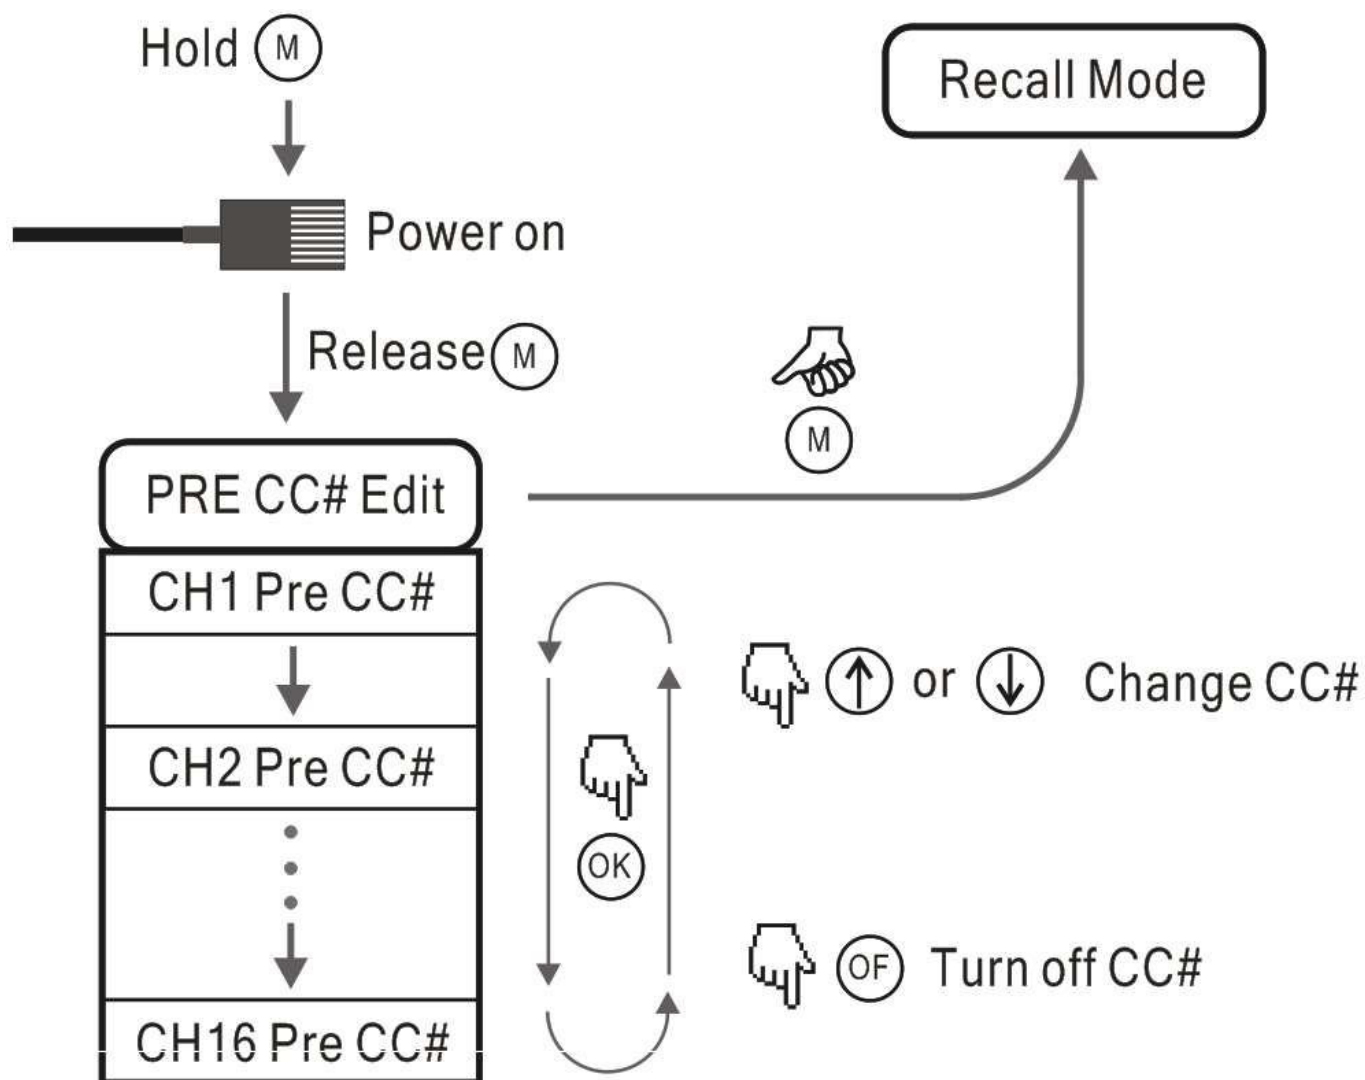 Hold M
Recall Mode
Power on
Release M
M
PRE CC# Edit
CH1 Pre CC#
or Change CC#
CH2 Pre CC#
OK
OF Turn off CC#
CH16 Pre CC#